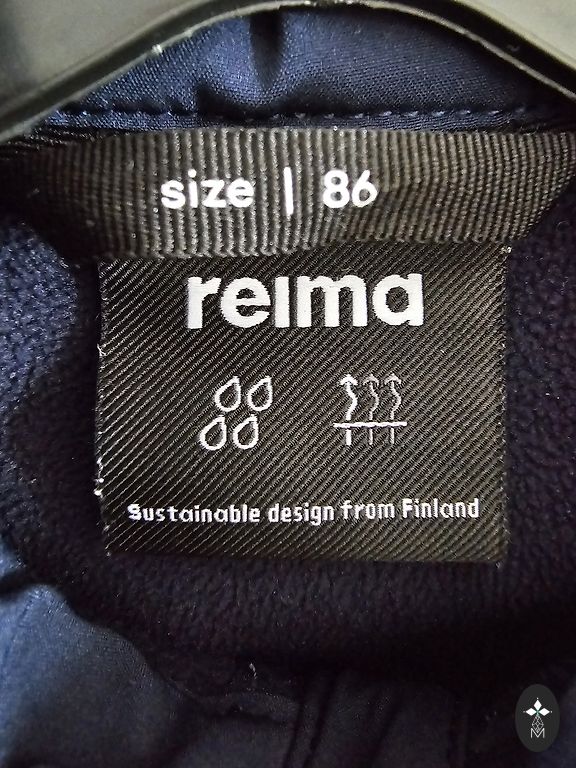 size | 86
reima
Sustainable design from Finland